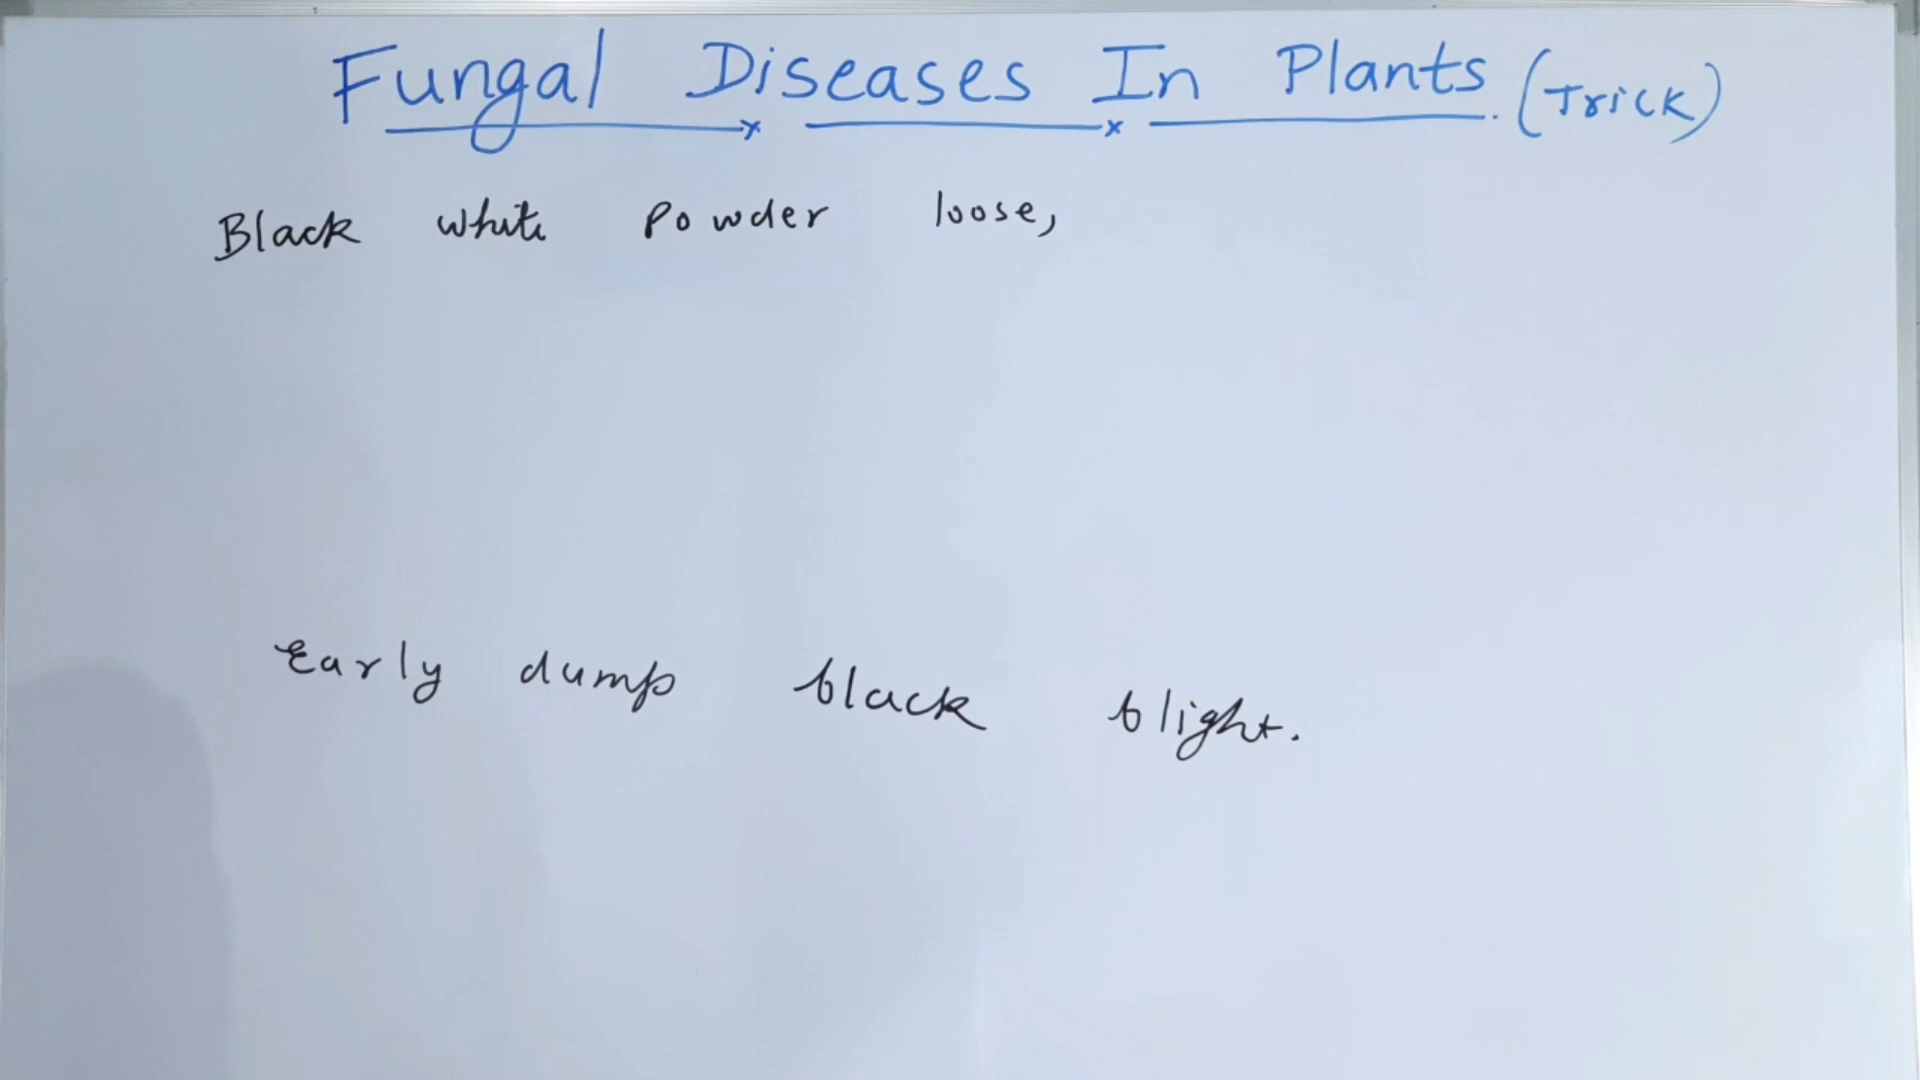 Fungal Diseases In Plants. (Trick)
Black white Powder loose,
Early dump black blight.